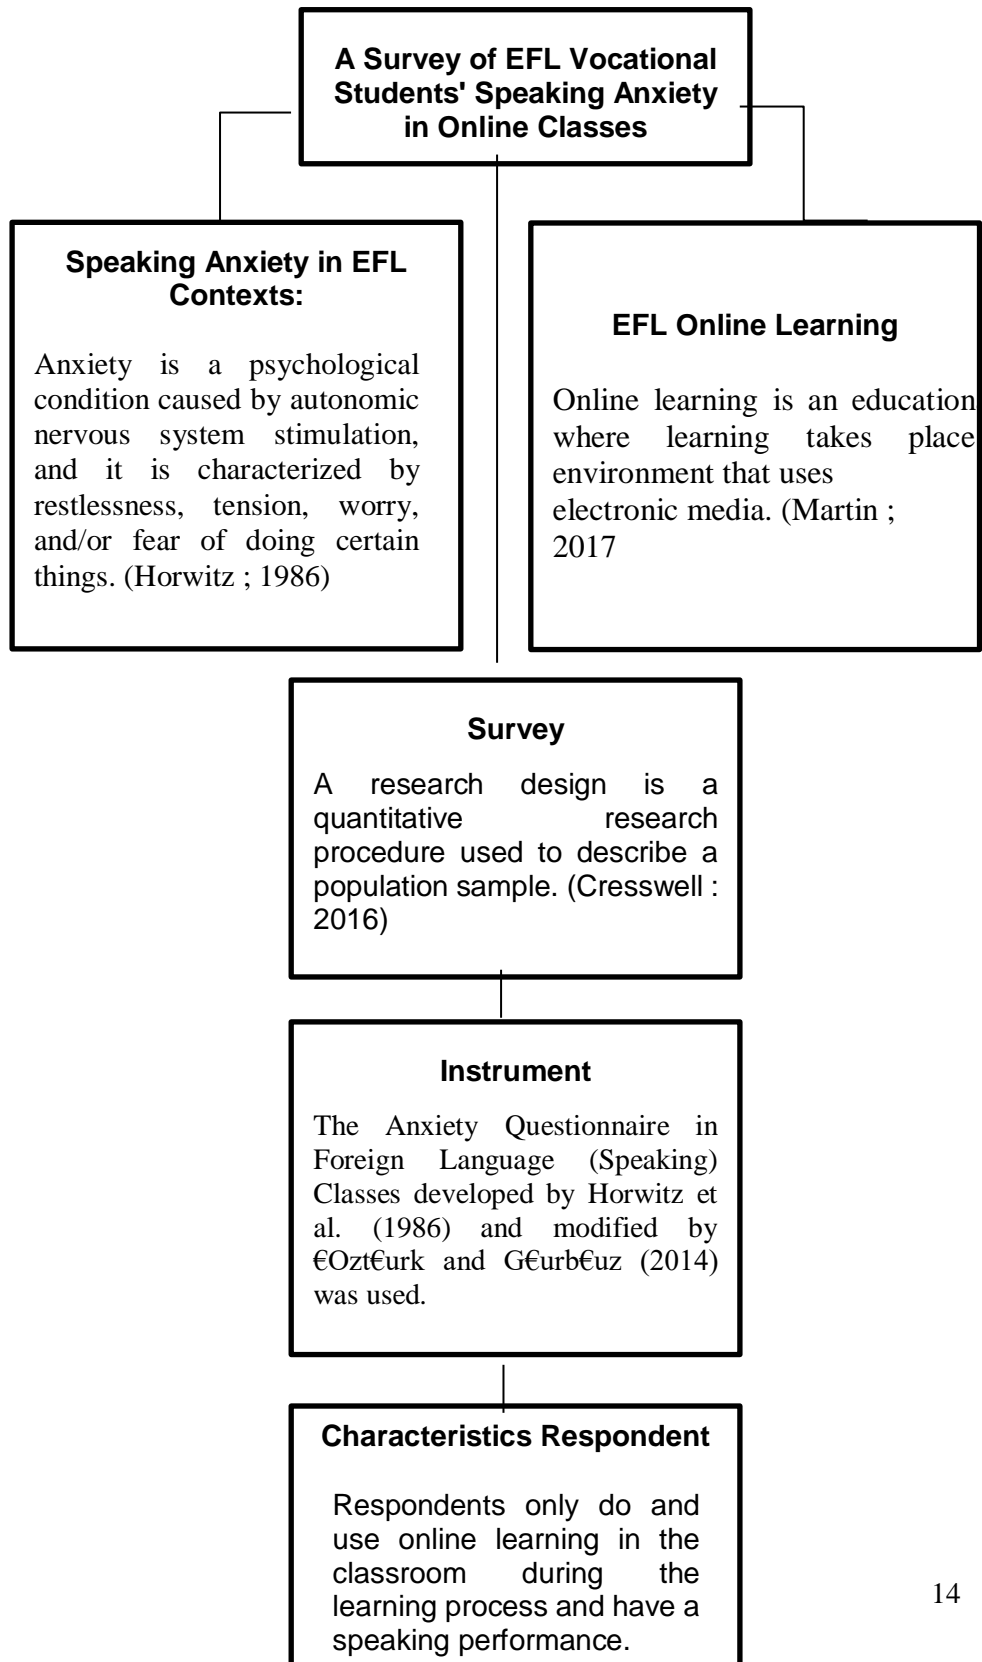 A Survey of EFL Vocational
Students' Speaking Anxiety
in Online Classes
Speaking Anxiety in EFL
Contexts:
Anxiety is a psychological
condition caused by autonomic
nervous system stimulation,
and it is characterized by
restlessness, tension, worry,
and/or fear of doing certain
things. (Horwitz ; 1986)
EFL Online Learning
Online learning is an education
where learning takes place
environment that uses
electronic media. (Martin ;
2017
Survey
A research design is a
quantitative research
procedure used to describe a
population sample. (Cresswell :
2016)
Instrument
The Anxiety Questionnaire in
Foreign Language (Speaking)
Classes developed by Horwitz et
al. (1986) and modified by
€Ozt€urk and G€urb€uz (2014)
was used.
Characteristics Respondent
Respondents only do and
use online learning in the
classroom during the
learning process and have a
speaking performance.
14